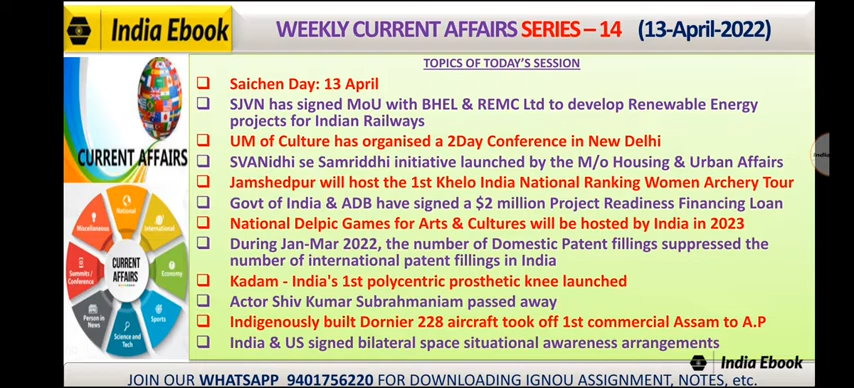 India Ebook
WEEKLY CURRENT AFFAIRS SERIES – 14 (13-April-2022)
TOPICS OF TODAY'S SESSION
Saichen Day: 13 April
SJVN has signed MoU with BHEL & REMC Ltd to develop Renewable Energy
projects for Indian Railways
UM of Culture has organised a 2Day Conference in New Delhi
SVANidhi se Samriddhi initiative launched by the M/o Housing & Urban Affairs
Jamshedpur will host the 1st Khelo India National Ranking Women Archery Tour
Govt of India & ADB have signed a $2 million Project Readiness Financing Loan
National Delpic Games for Arts & Cultures will be hosted by India in 2023
During Jan-Mar 2022, the number of Domestic Patent fillings suppressed the
number of international patent fillings in India
Kadam - India's 1st polycentric prosthetic knee launched
Actor Shiv Kumar Subrahmaniam passed away
Indigenously built Dornier 228 aircraft took off 1st commercial Assam to A.P
India & US signed bilateral space situational awareness arrangements
CURRENT AFFAIRS
National
International
Economy
Sports
Science and
Tech
Person in
News
Summits/
Conference
Miscellaneous
CURRENT
AFFAIRS
India Ebook
JOIN OUR WHATSAPP 9401756220 FOR DOWNLOADING IGNOU ASSIGNMENT, NOTES, etc.